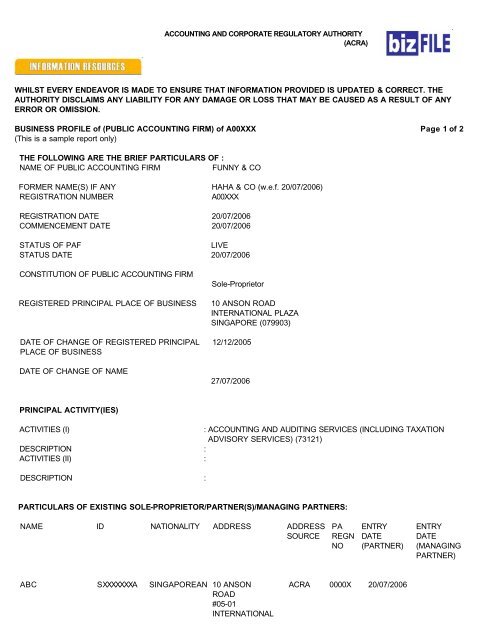 ACCOUNTING AND CORPORATE REGULATORY AUTHORITY
(ACRA)
bizFILE
INFORMATION RESOURCES
WHILST EVERY ENDEAVOR IS MADE TO ENSURE THAT INFORMATION PROVIDED IS UPDATED & CORRECT. THE
AUTHORITY DISCLAIMS ANY LIABILITY FOR ANY DAMAGE OR LOSS THAT MAY BE CAUSED AS A RESULT OF ANY
ERROR OR OMISSION.
BUSINESS PROFILE of (PUBLIC ACCOUNTING FIRM) of A00XXX Page 1 of 2
(This is a sample report only)
THE FOLLOWING ARE THE BRIEF PARTICULARS OF :
NAME OF PUBLIC ACCOUNTING FIRM FUNNY & CO
FORMER NAME(S) IF ANY HAHA & CO (w.e.f. 20/07/2006)
REGISTRATION NUMBER A00XXX
REGISTRATION DATE 20/07/2006
COMMENCEMENT DATE 20/07/2006
STATUS OF PAF LIVE
STATUS DATE 20/07/2006
CONSTITUTION OF PUBLIC ACCOUNTING FIRM
Sole-Proprietor
REGISTERED PRINCIPAL PLACE OF BUSINESS 10 ANSON ROAD
INTERNATIONAL PLAZA
SINGAPORE (079903)
DATE OF CHANGE OF REGISTERED PRINCIPAL 12/12/2005
PLACE OF BUSINESS
DATE OF CHANGE OF NAME
27/07/2006
PRINCIPAL ACTIVITY(IES)
ACTIVITIES (I) : ACCOUNTING AND AUDITING SERVICES (INCLUDING TAXATION
ADVISORY SERVICES) (73121)
DESCRIPTION :
ACTIVITIES (II) :
DESCRIPTION :
PARTICULARS OF EXISTING SOLE-PROPRIETOR/PARTNER(S)/MANAGING PARTNERS:
NAME ID NATIONALITY ADDRESS ADDRESS PA ENTRY ENTRY
SOURCE REGN DATE DATE
NO (PARTNER) (MANAGING
PARTNER)
ABC SXXXXXXXA SINGAPOREAN 10 ANSON ACRA 0000X 20/07/2006
ROAD
#05-01
INTERNATIONAL